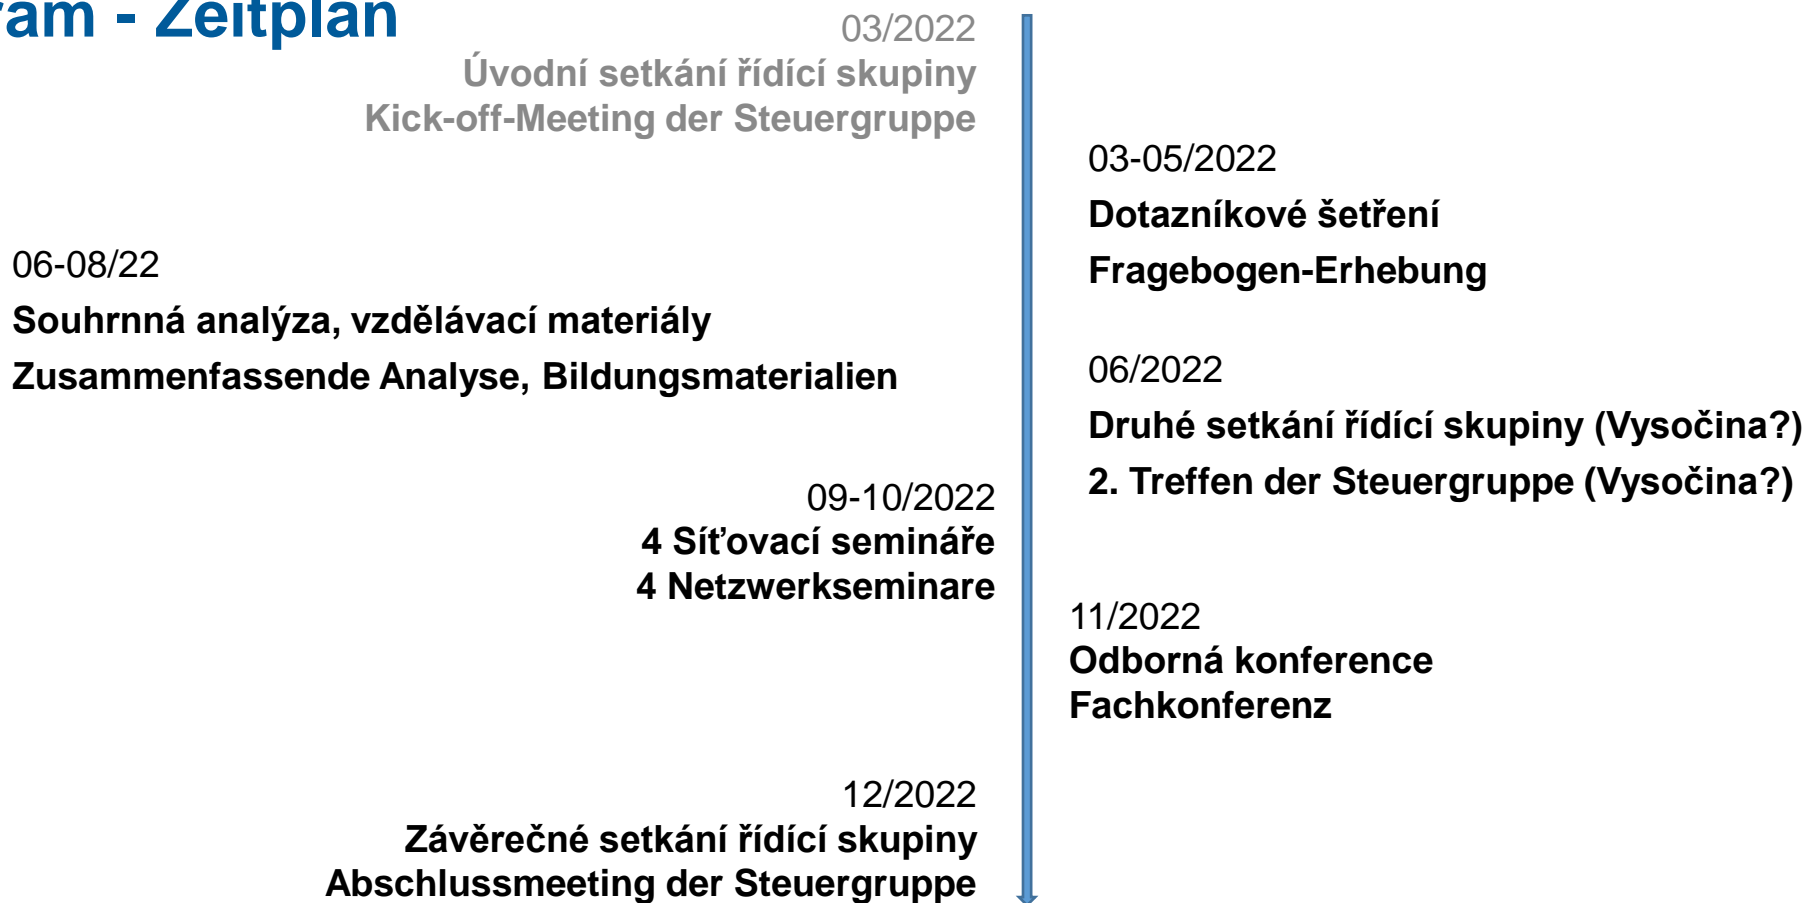 ram - Zeitplan
03/2022
Úvodní setkání řídící skupiny
Kick-off-Meeting der Steuergruppe
03-05/2022
Dotazníkové šetření
Fragebogen-Erhebung
06-08/22
Souhrnná analýza, vzdělávací materiály
Zusammenfassende Analyse, Bildungsmaterialien
06/2022
Druhé setkání řídící skupiny (Vysočina?)
2. Treffen der Steuergruppe (Vysočina?)
09-10/2022
4 Síťovací semináře
4 Netzwerkseminare
11/2022
Odborná konference
Fachkonferenz
12/2022
Závěrečné setkání řídící skupiny
Abschlussmeeting der Steuergruppe